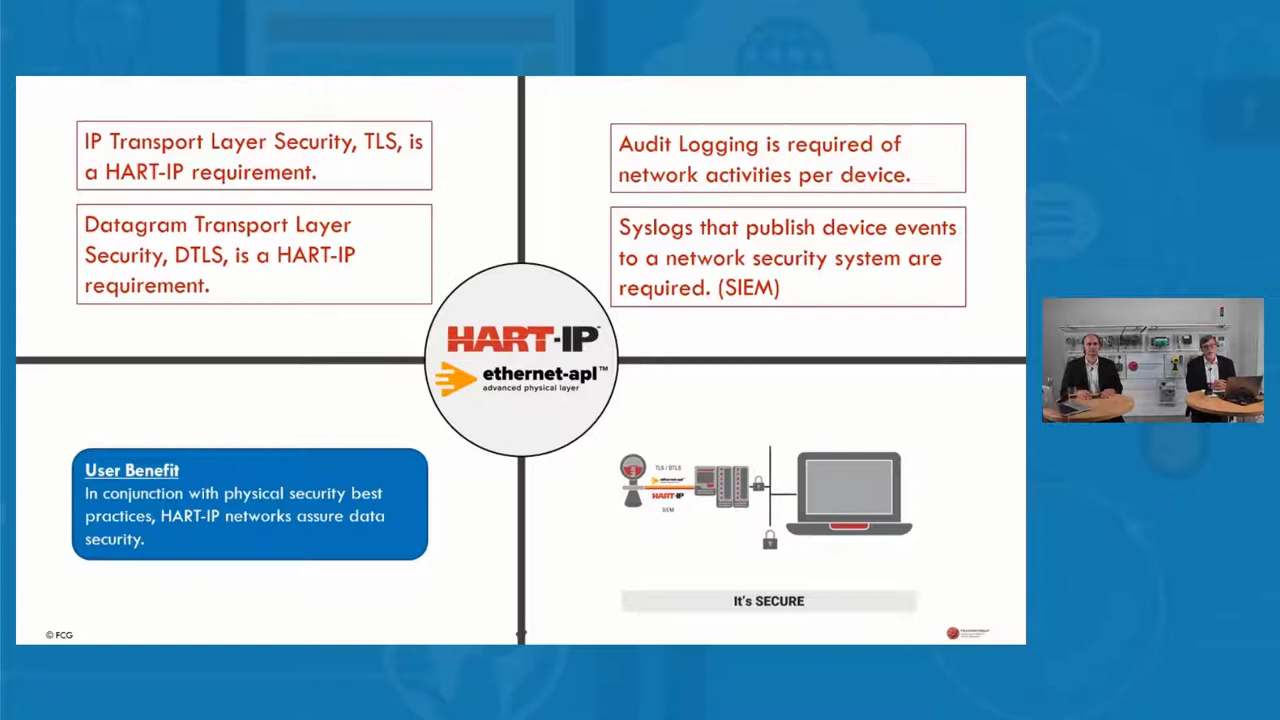 IP Transport Layer Security, TLS, is
a HART-IP requirement.
Datagram Transport Layer
Security, DTLS, is a HART-IP
requirement.
Audit Logging is required of
network activities per device.
Syslogs that publish device events
to a network security system are
required. (SIEM)
HART-IP™
ethernet-apl™
advanced physical layer
User Benefit
In conjunction with physical security best
practices, HART-IP networks assure data
security.
TLS / DTLS
ethernet-apl
HART-IP
SIEM
It's SECURE
© FCG